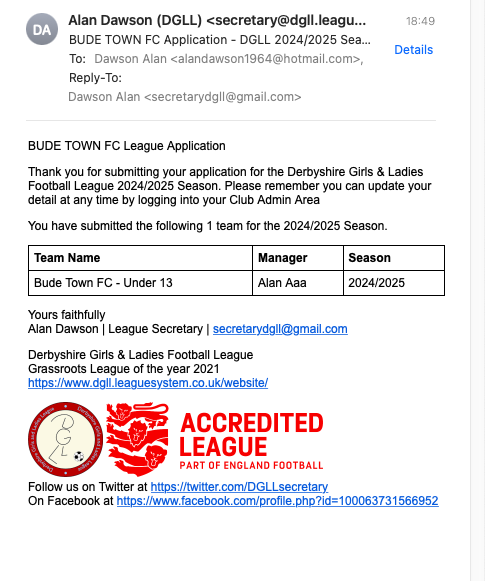 Alan Dawson (DGLL) <secretary@dgll.leagu...
18:49
DA
BUDE TOWN FC Application - DGLL 2024/2025 Sea...
Details
To: Dawson Alan <alandawson1964@hotmail.com>,
Reply-To:
Dawson Alan <secretarydgll@gmail.com>
BUDE TOWN FC League Application
Thank you for submitting your application for the Derbyshire Girls & Ladies
Football League 2024/2025 Season. Please remember you can update your
detail at any time by logging into your Club Admin Area
You have submitted the following 1 team for the 2024/2025 Season.
Team Name Manager Season
Bude Town FC - Under 13 Alan Aaa 2024/2025
Yours faithfully
Alan Dawson | League Secretary | secretarydgll@gmail.com
Derbyshire Girls & Ladies Football League
Grassroots League of the year 2021
https://www.dgll.leaguesystem.co.uk/website/
ACCREDITED
LEAGUE
PART OF ENGLAND FOOTBALL
Follow us on Twitter at https://twitter.com/DGLLsecretary
On Facebook at https://www.facebook.com/profile.php?id=100063731566952